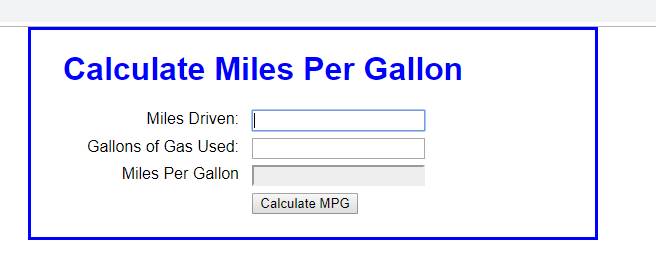 Calculate Miles Per Gallon
Miles Driven:
Gallons of Gas Used:
Miles Per Gallon
Calculate MPG